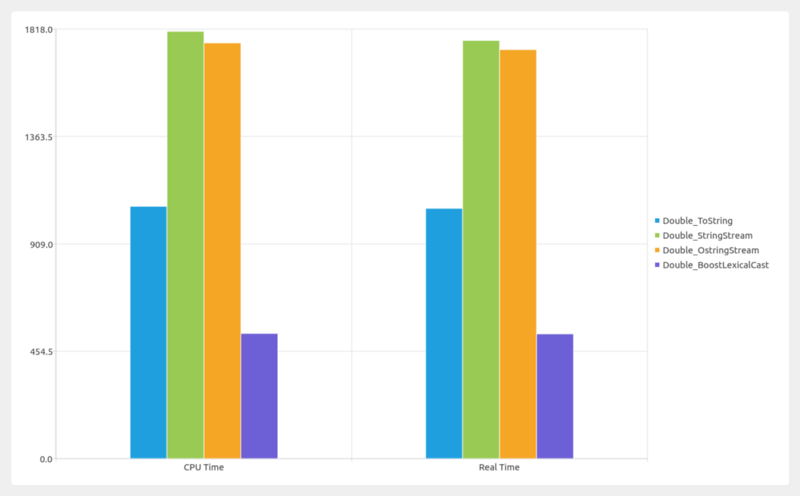 1818.0
1363.5
909.0
454.5
0.0
CPU Time
Real Time
Double_ToString
Double_StringStream
Double_OstringStream
Double_BoostLexicalCast